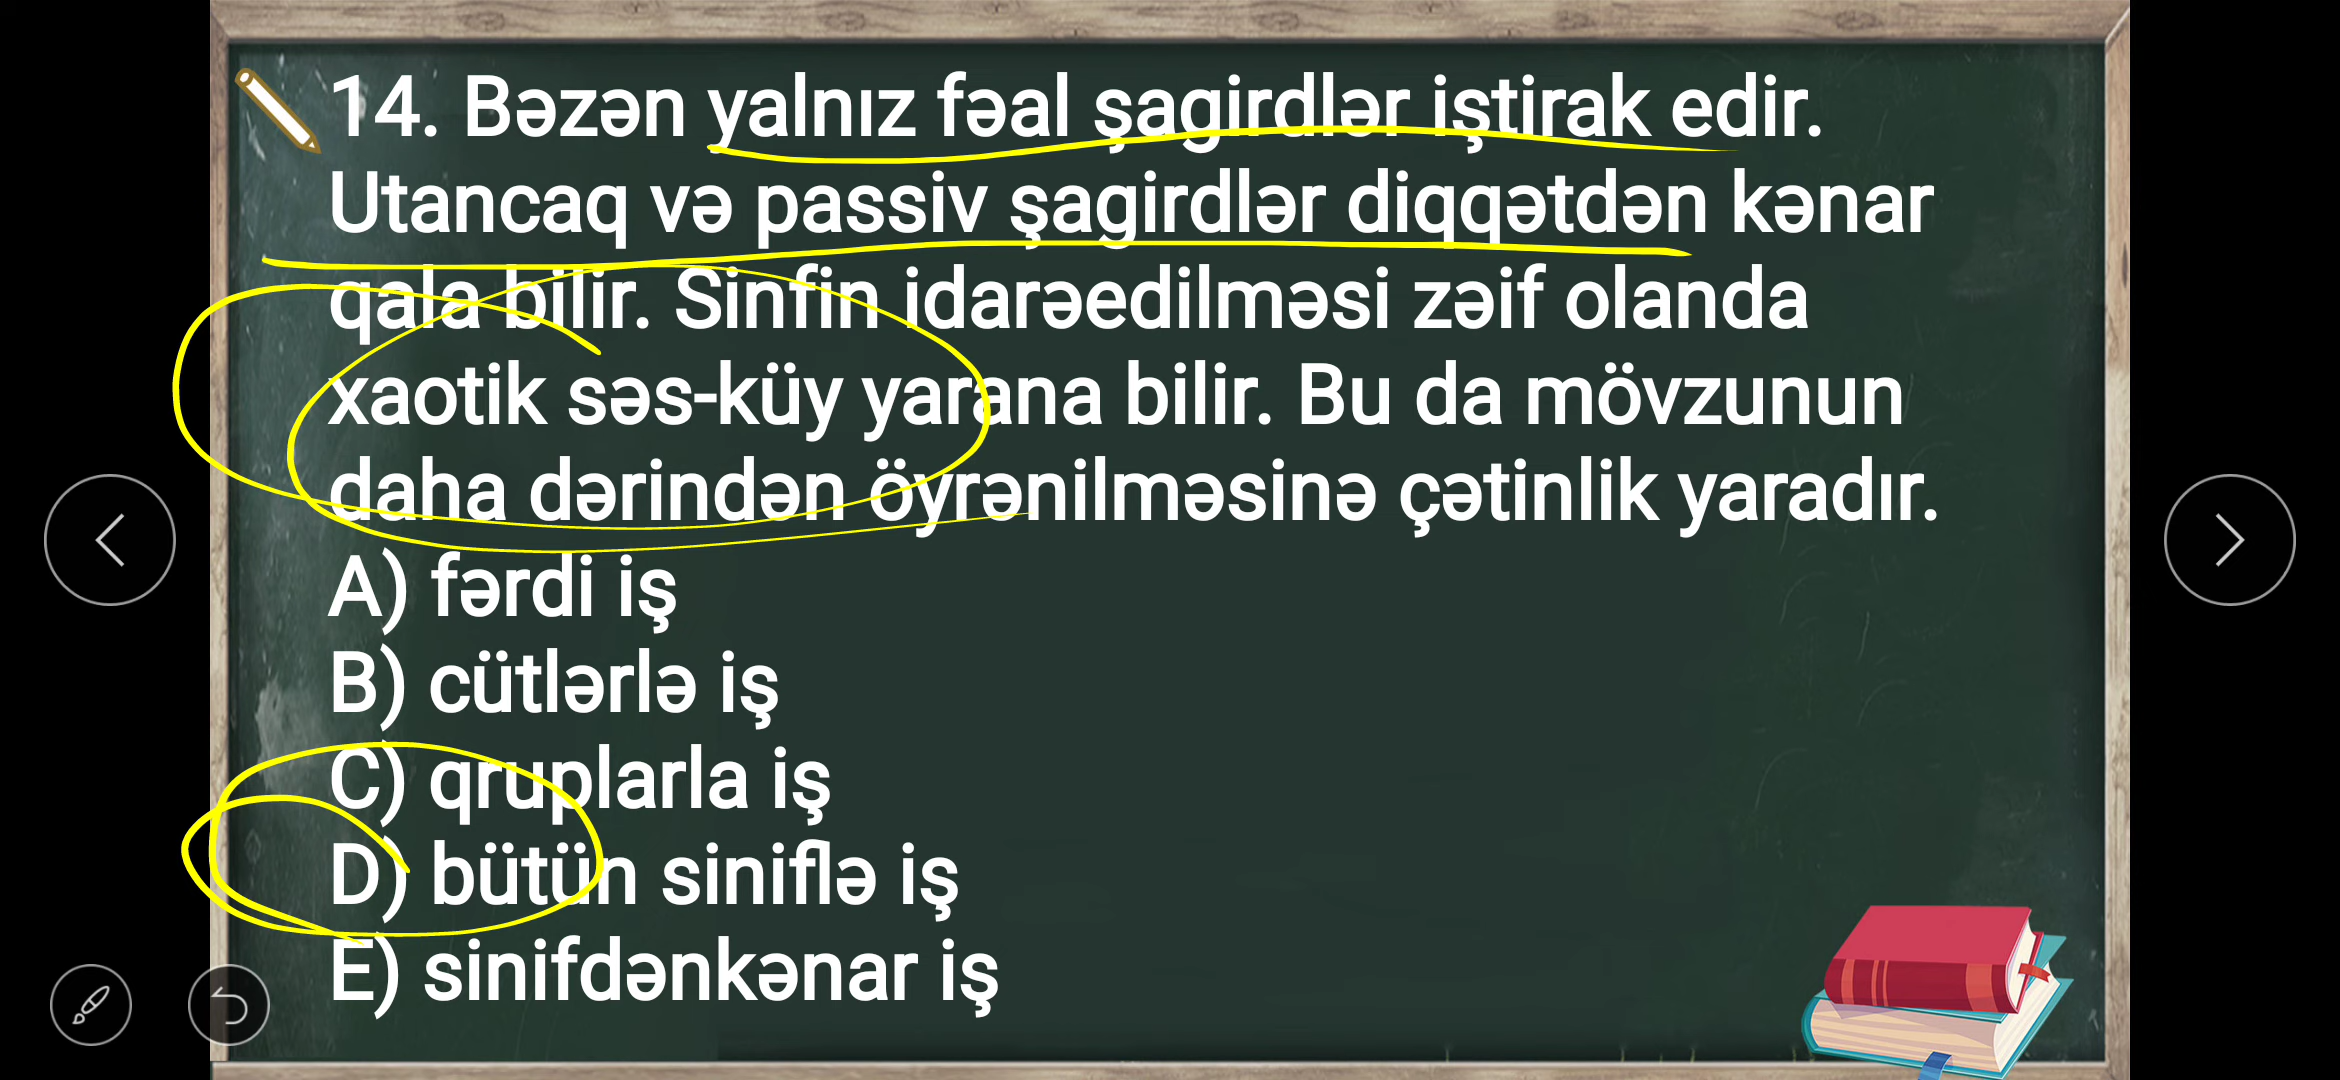 14. Bəzən yalnız fəal şagirdlər iştirak edir.
Utancaq və passiv şagirdlər diqqətdən kənar
qala bilir. Sinfin idarəedilməsi zəif olanda
xaotik səs-küy yarana bilir. Bu da mövzunun
daha dərindən öyrənilməsinə çətinlik yaradır.
A) fərdi iş
B) cütlərlə iş
C) qruplarla iş
D) bütün siniflə iş
E) sinifdənkənar iş